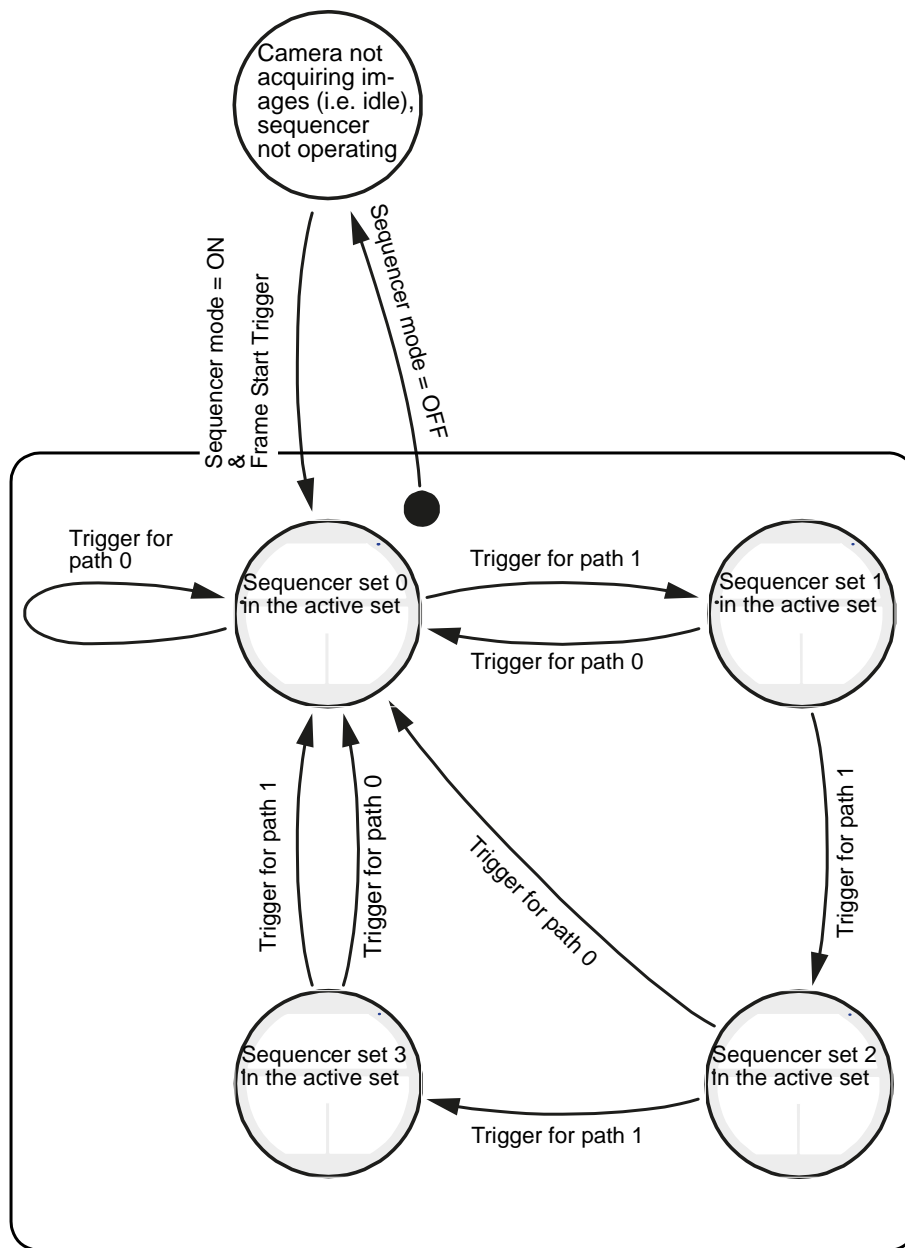 Camera not
acquiring im-
ages (i.e. idle),
sequencer
not operating
Sequencer mode = ON
&
Frame Start Trigger
Sequencer mode = OFF
Trigger for
path 0
Sequencer set 0
in the active set
Trigger for path 1
Trigger for path 0
Sequencer set 1
in the active set
Trigger for path 1
Trigger for path 0
Trigger for path 0
Trigger for path 1
Sequencer set 3
in the active set
Trigger for path 1
Sequencer set 2
in the active set